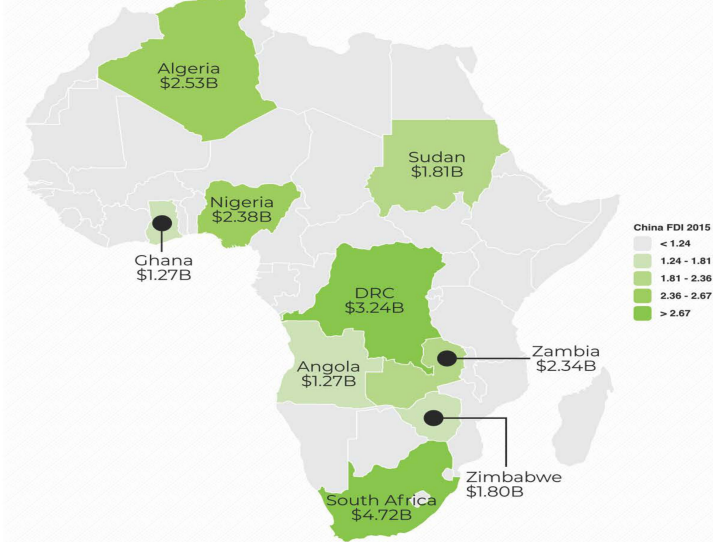 Algeria
$2.53B
Sudan
$1.81B
Nigeria
$2.38B
Ghana
$1.27B
DRC
$3.24B
Angola
$1.27B
Zambia
$2.34B
Zimbabwe
$1.80B
South Africa
$4.72B
China FDI 2015
< 1.24
1.24 - 1.81
1.81 - 2.36
2.36 - 2.67
> 2.67